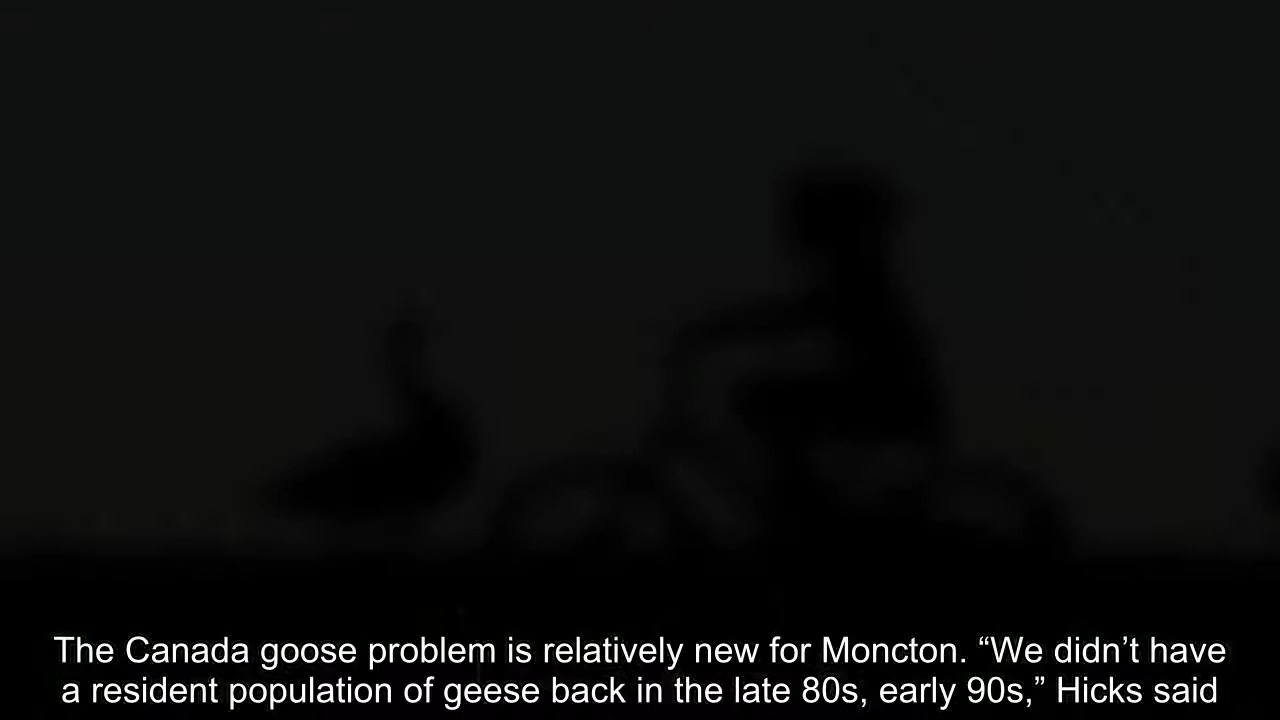 The Canada goose problem is relatively new for Moncton. “We didn’t have
a resident population of geese back in the late 80s, early 90s,” Hicks said